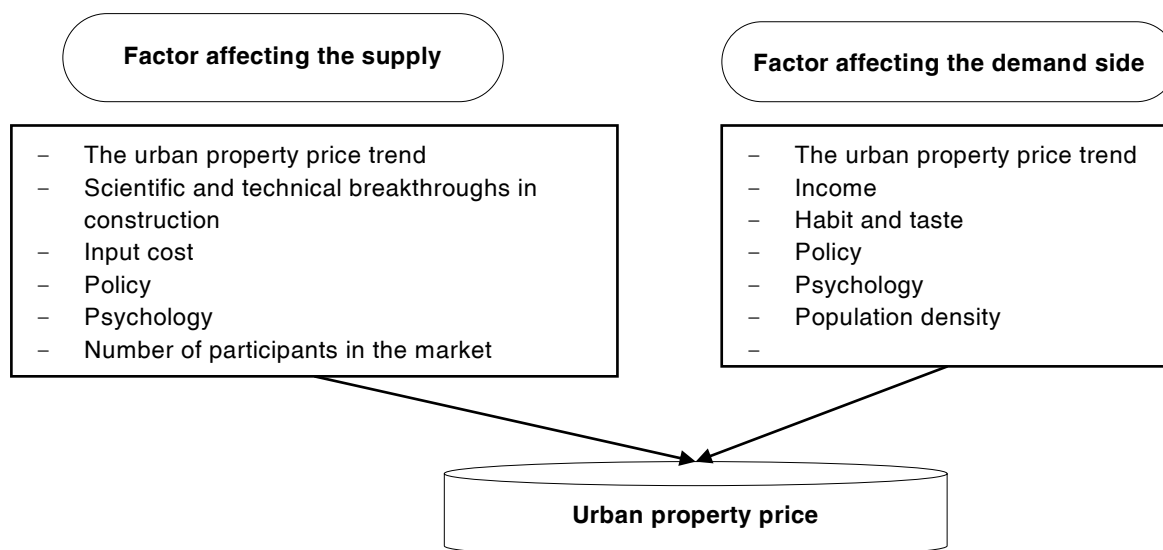 Factor affecting the supply
– The urban property price trend
– Scientific and technical breakthroughs in
construction
– Input cost
– Policy
– Psychology
– Number of participants in the market
Factor affecting the demand side
– The urban property price trend
– Income
– Habit and taste
– Policy
– Psychology
– Population density
–
Urban property price